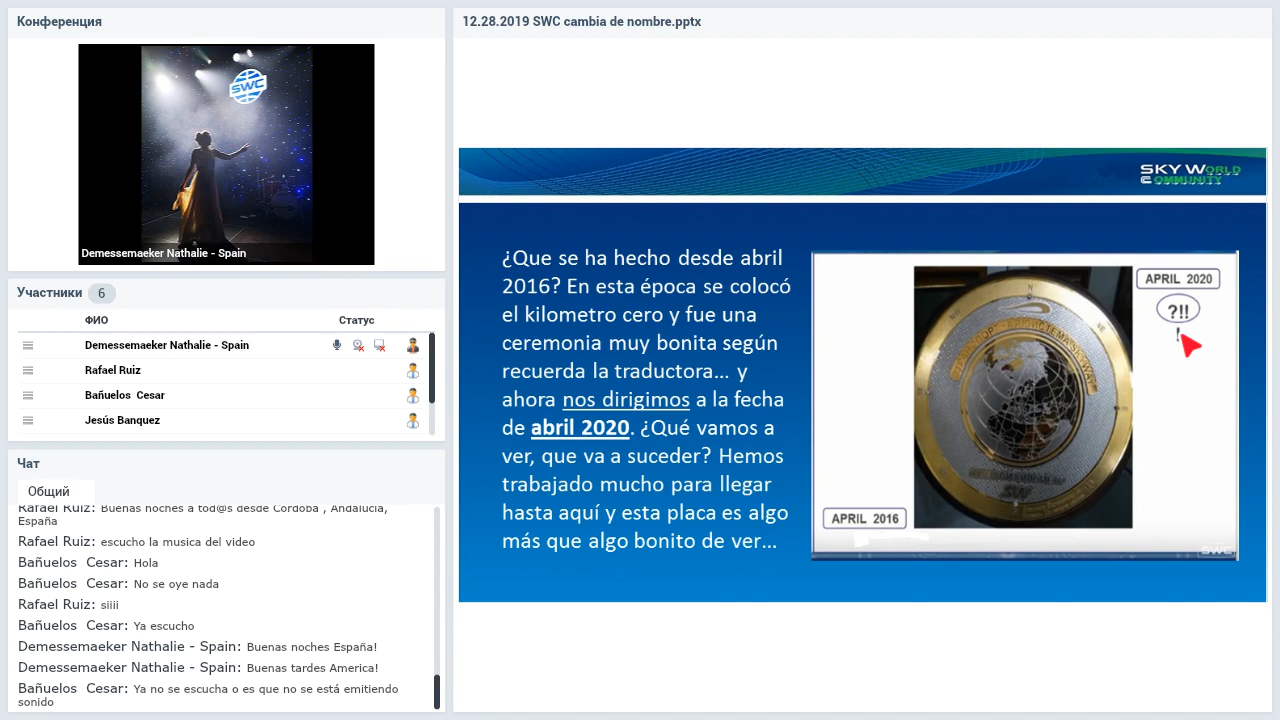 Конференция
SWC
Demessemaeker Nathalie - Spain
Участники 6
ФИО Статус
Demessemaeker Nathalie - Spain
Rafael Ruiz
Bañuelos Cesar
Jesús Banquez
Чат
Общий
Rafael Ruiz: Buenas noches a tod@s desde Cordoba , Andalucia,
España
Rafael Ruiz: escucho la musica del video
Bañuelos Cesar: Hola
Bañuelos Cesar: No se oye nada
Rafael Ruiz: siiii
Bañuelos Cesar: Ya escucho
Demessemaeker Nathalie - Spain: Buenas noches España!
Demessemaeker Nathalie - Spain: Buenas tardes America!
Bañuelos Cesar: Ya no se escucha o es que no se está emitiendo
sonido
12.28.2019 SWC cambia de nombre.pptx
SKY WORLD
COMMUNITY
¿Que se ha hecho desde abril
2016? En esta época se colocó
el kilometro cero y fue una
ceremonia muy bonita según
recuerda la traductora... y
ahora nos dirigimos a la fecha
de abril 2020. ¿Qué vamos a
ver, que va a suceder? Hemos
trabajado mucho para llegar
hasta aquí y esta placa es algo
más que algo bonito de ver...
APRIL 2020
?!!
!
N
NE
SW
APRIL 2016
SWC